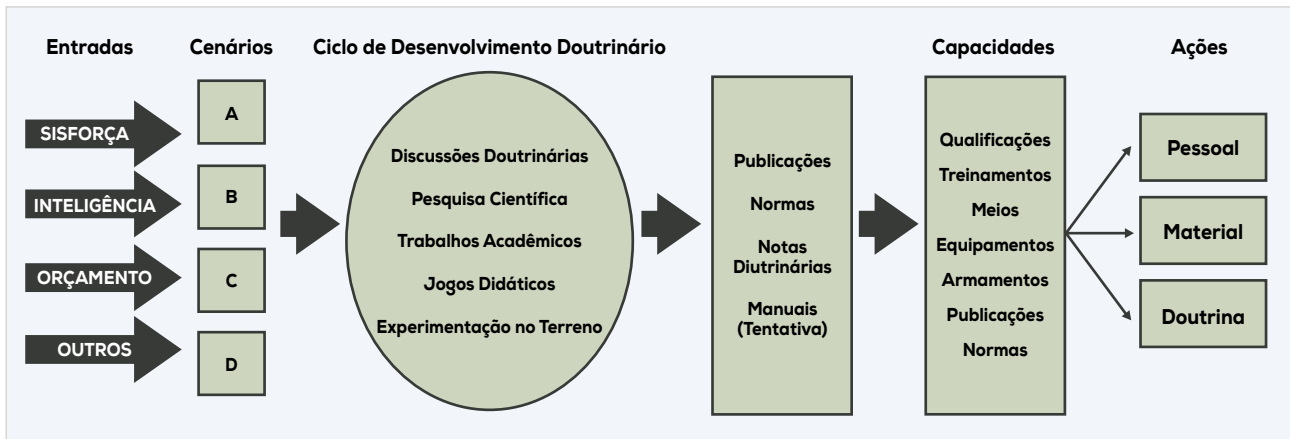 Entradas
Cenários
Ciclo de Desenvolvimento Doutrinário
Capacidades
Ações
SISFORÇA
INTELIGÊNCIA
ORÇAMENTO
OUTROS
A
B
C
D
Discussões Doutrinárias
Pesquisa Científica
Trabalhos Acadêmicos
Jogos Didáticos
Experimentação no Terreno
Publicações
Normas
Notas
Diutrinárias
Manuais
(Tentativa)
Qualificações
Treinamentos
Meios
Equipamentos
Armamentos
Publicações
Normas
Pessoal
Material
Doutrina